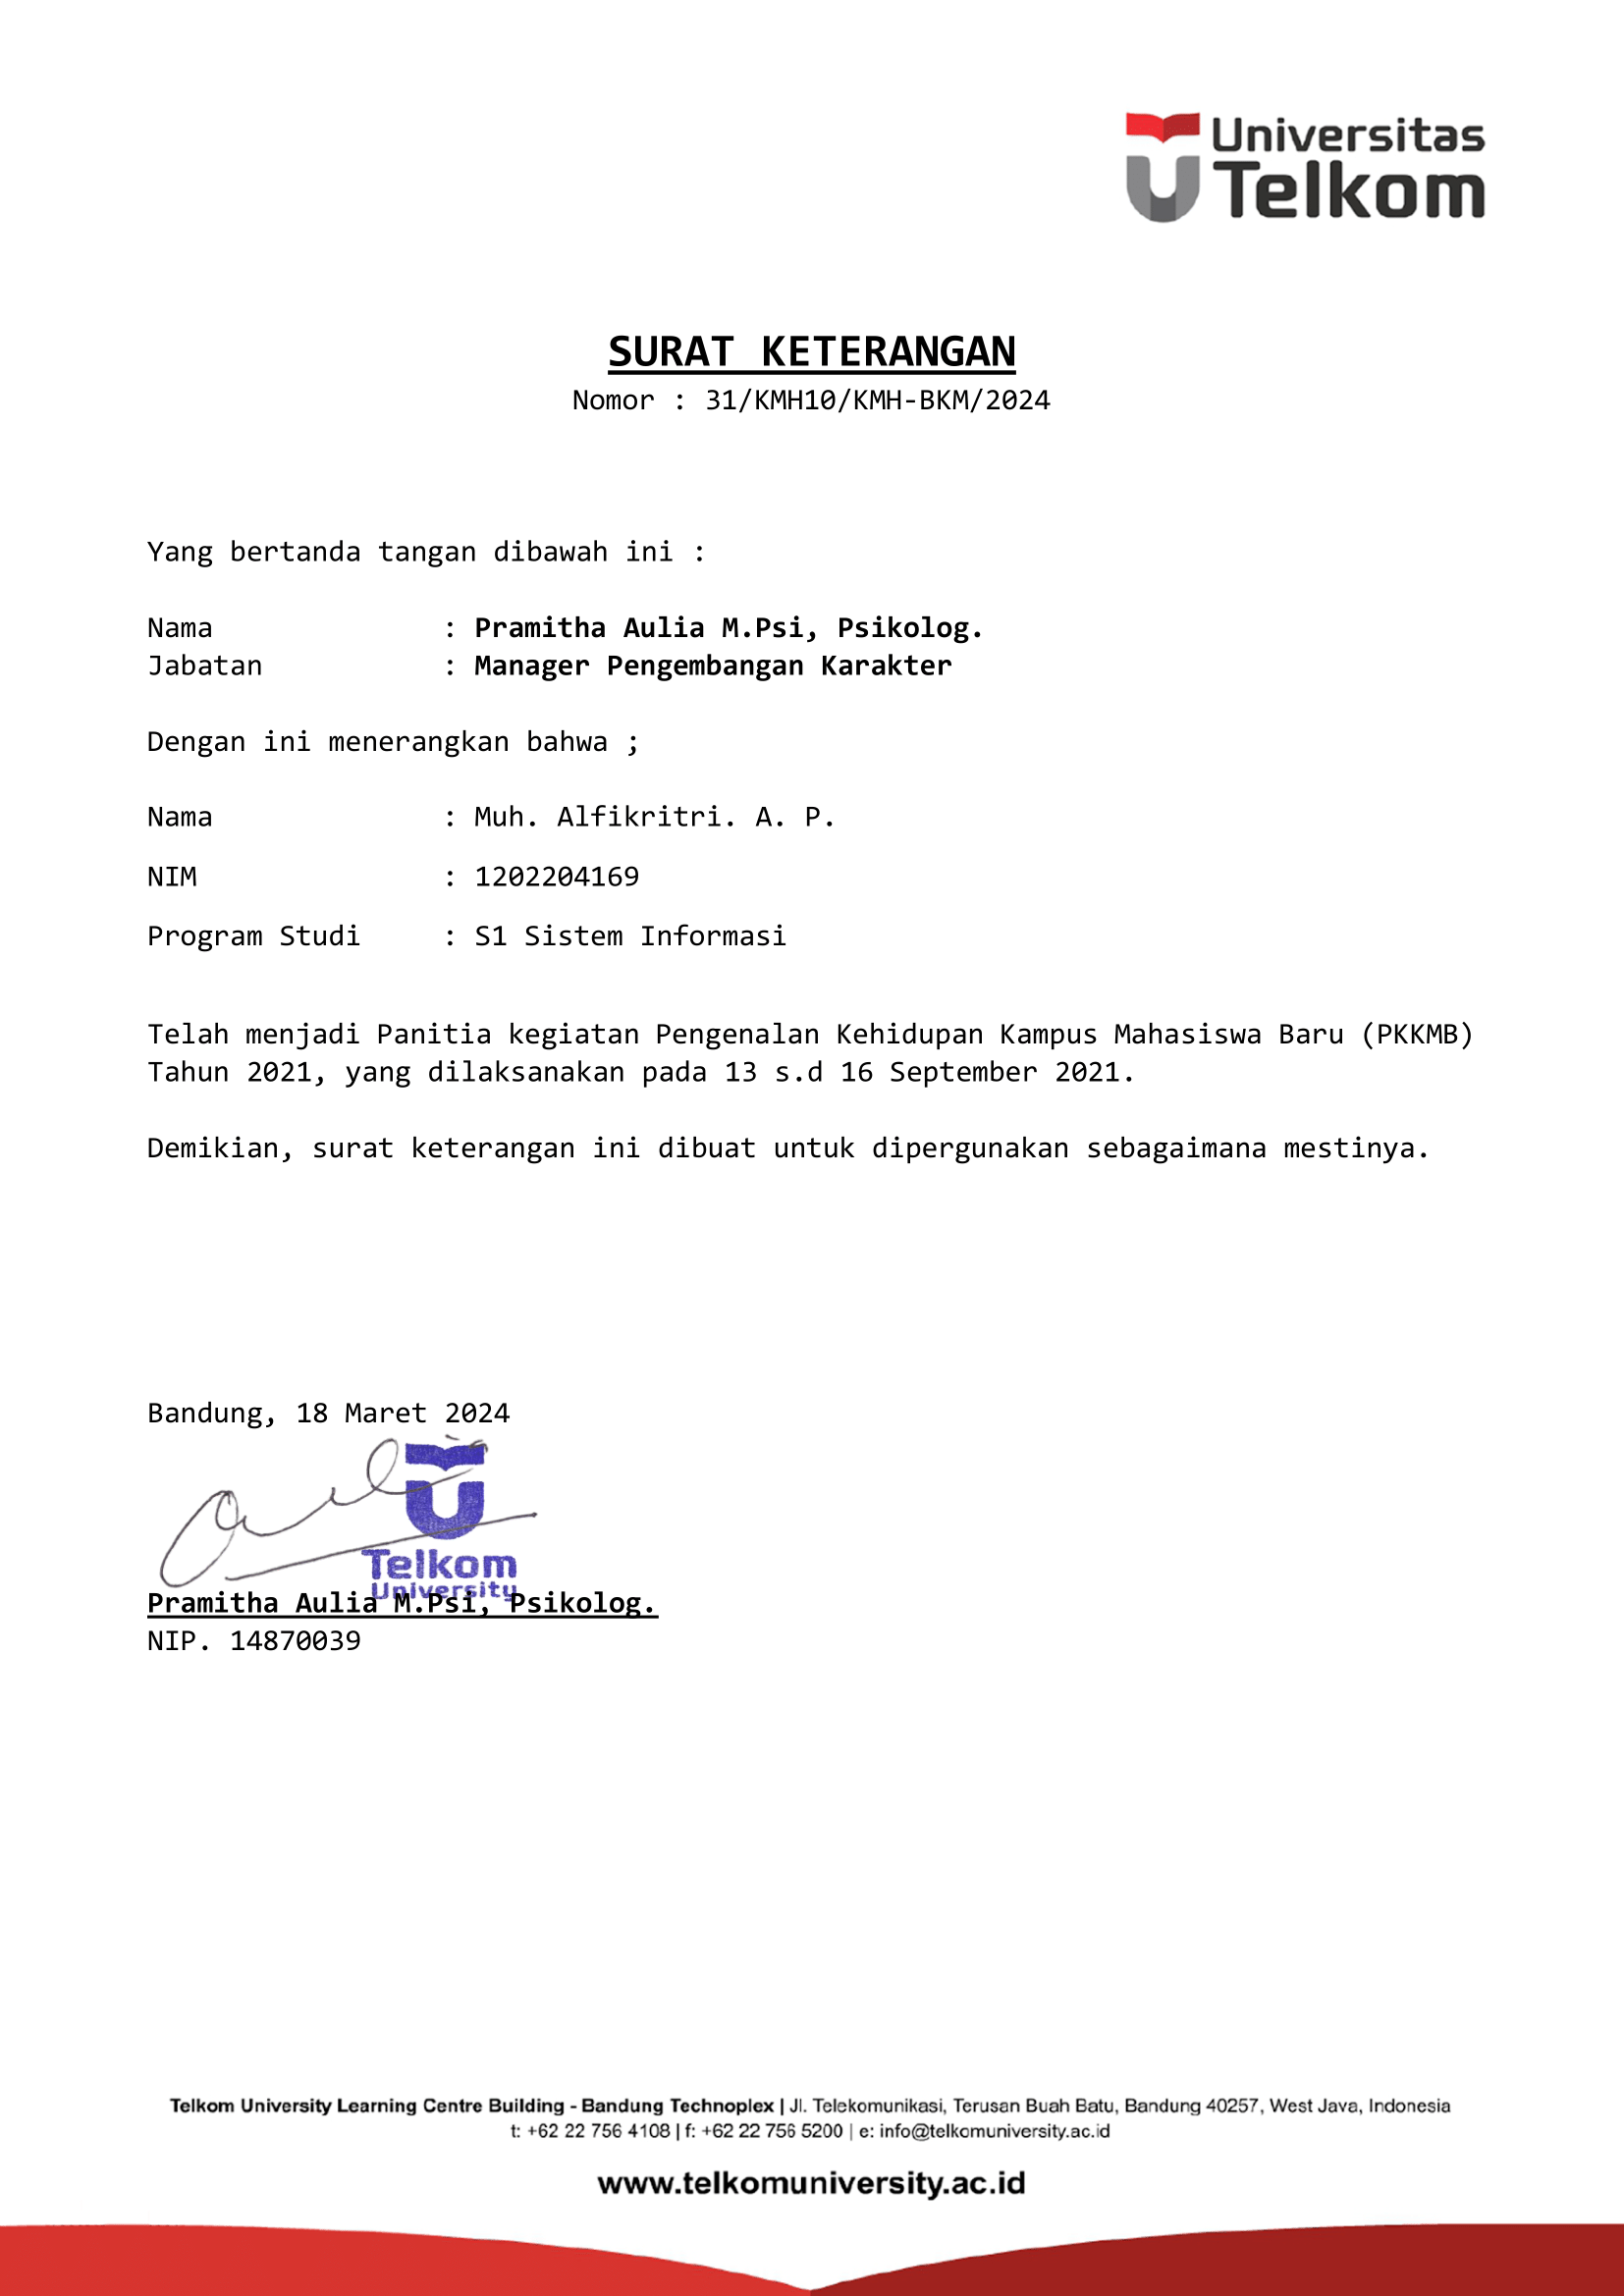 Universitas
Telkom
SURAT KETERANGAN
Nomor : 31/KMH10/KMH-BKM/2024
Yang bertanda tangan dibawah ini :
Nama : Pramitha Aulia M.Psi, Psikolog.
Jabatan : Manager Pengembangan Karakter
Dengan ini menerangkan bahwa ;
Nama : Muh. Alfikritri. A. P.
NIM : 1202204169
Program Studi : S1 Sistem Informasi
Telah menjadi Panitia kegiatan Pengenalan Kehidupan Kampus Mahasiswa Baru (PKKMB)
Tahun 2021, yang dilaksanakan pada 13 s.d 16 September 2021.
Demikian, surat keterangan ini dibuat untuk dipergunakan sebagaimana mestinya.
Bandung, 18 Maret 2024
Telkom
University
Pramitha Aulia M.Psi, Psikolog.
NIP. 14870039
Telkom University Learning Centre Building - Bandung Technoplex | Jl. Telekomunikasi, Terusan Buah Batu, Bandung 40257, West Java, Indonesia
t: +62 22 756 4108 | f: +62 22 756 5200 | e: info@telkomuniversity.ac.id
www.telkomuniversity.ac.id